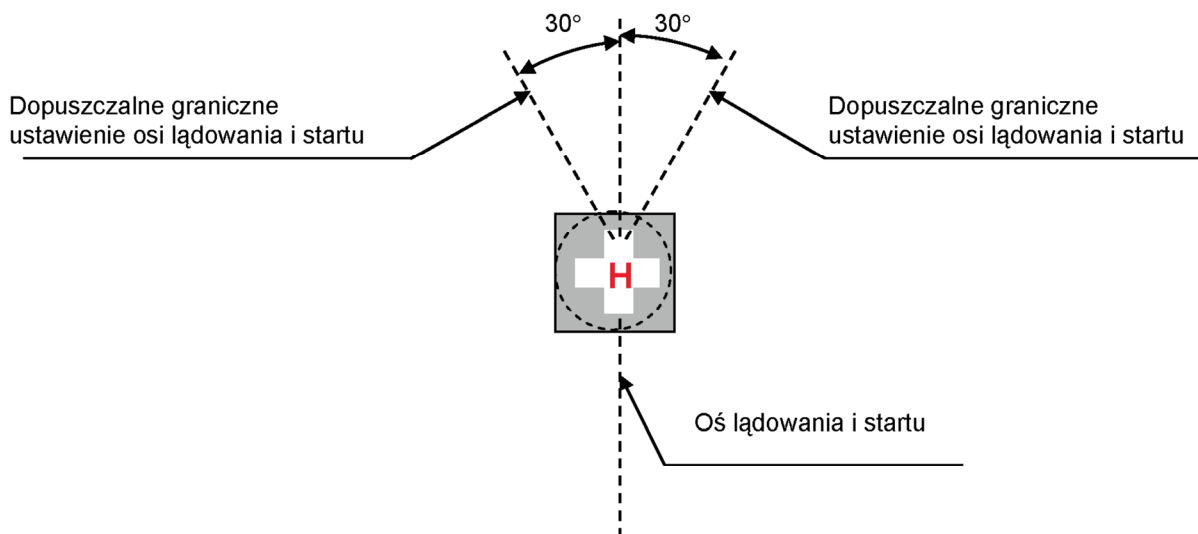 30° 30°
Dopuszczalne graniczne
ustawienie osi lądowania i startu
Dopuszczalne graniczne
ustawienie osi lądowania i startu
H
Oś lądowania i startu